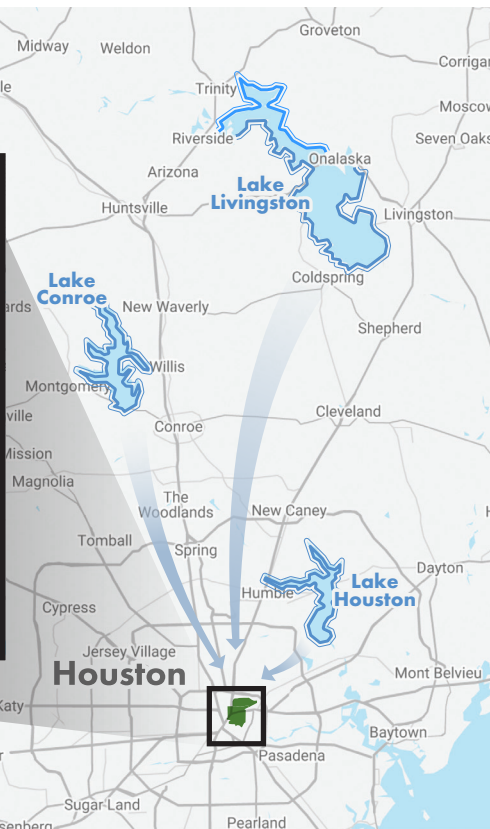 Groveton
Midway
Weldon
Corrigan
Trinity
Moscow
Riverside
Seven Oaks
Onalaska
Arizona
Lake
Livingston
Huntsville
Livingston
Coldspring
Lake
Conroe
New Waverly
Shepherd
Willis
Montgomery
Cleveland
ville
Conroe
Mission
Magnolia
The
Woodlands
New Caney
Tomball
Spring
Dayton
Lake
Houston
Humble
Cypress
Jersey Village
Houston
Mont Belvieu
Katy
Baytown
Pasadena
Sugar Land
Pearland
senberg